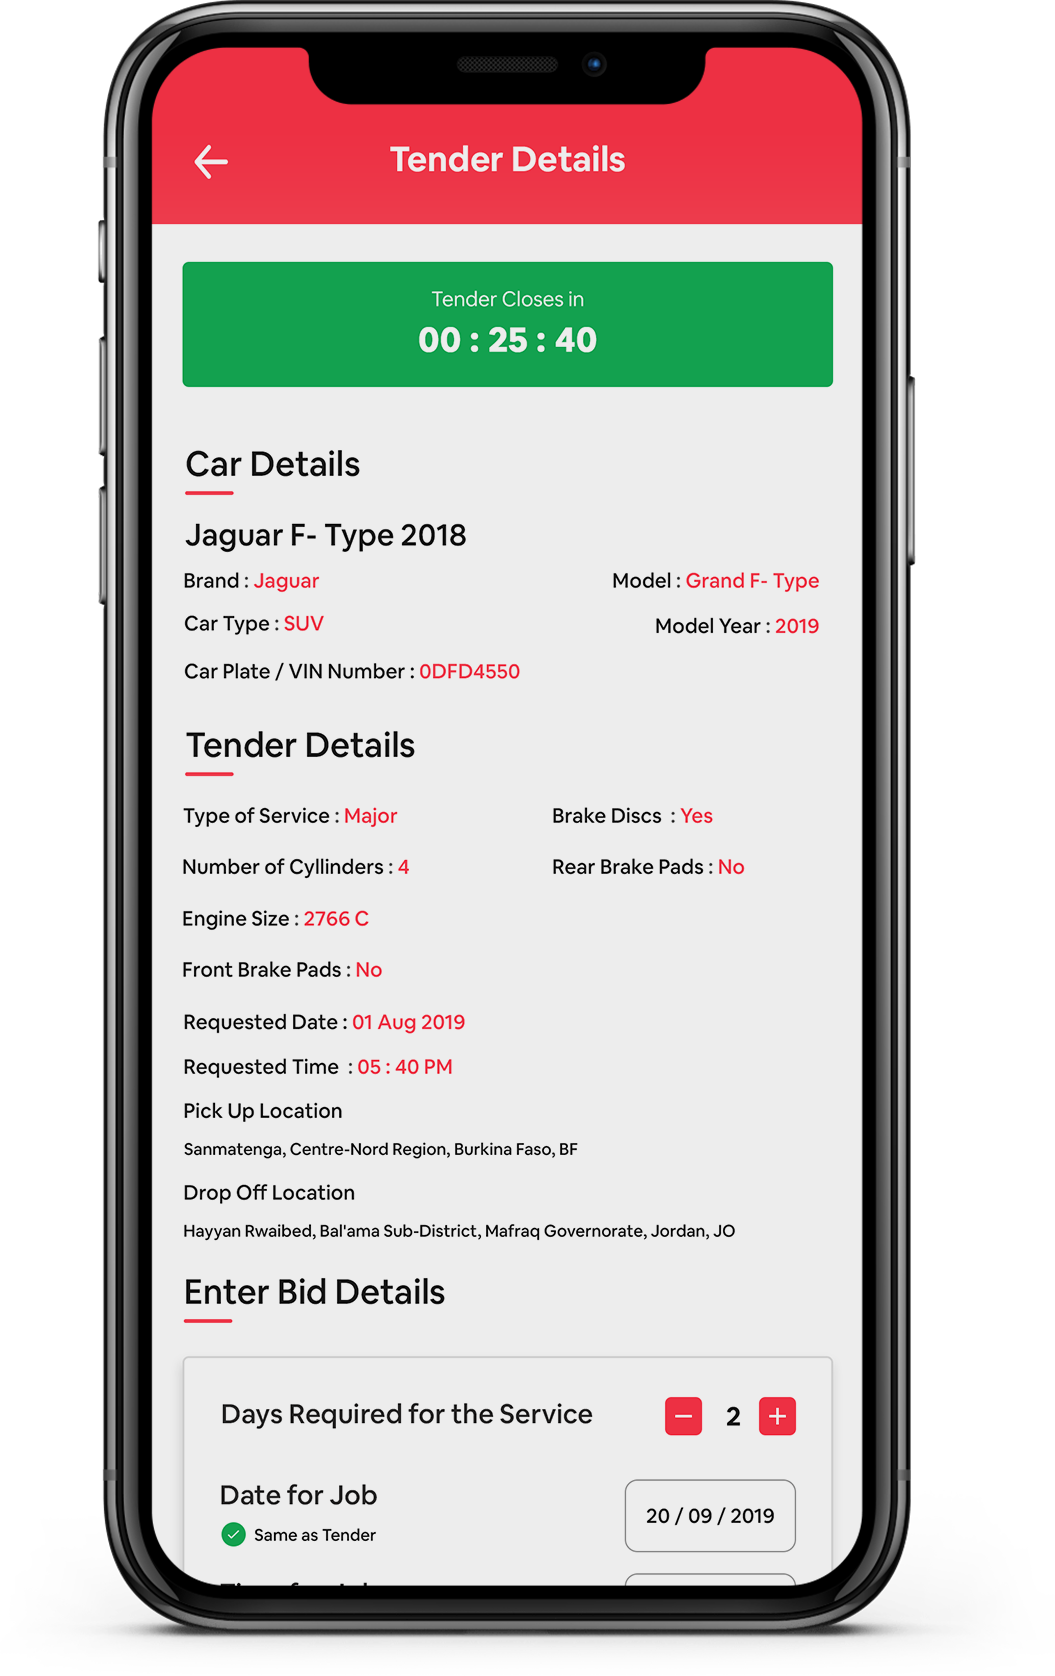 Tender Details
Tender Closes in
00 : 25 : 40
Car Details
Jaguar F- Type 2018
Brand : Jaguar
Model : Grand F- Type
Car Type : SUV
Model Year : 2019
Car Plate / VIN Number : 0DFD4550
Tender Details
Type of Service : Major
Brake Discs : Yes
Number of Cyllinders : 4
Rear Brake Pads : No
Engine Size : 2766 C
Front Brake Pads : No
Requested Date : 01 Aug 2019
Requested Time : 05 : 40 PM
Pick Up Location
Sanmatenga, Centre-Nord Region, Burkina Faso, BF
Drop Off Location
Hayyan Rwaibed, Bal'ama Sub-District, Mafraq Governorate, Jordan, JO
Enter Bid Details
Days Required for the Service
− 2 +
Date for Job
20 / 09 / 2019
Same as Tender